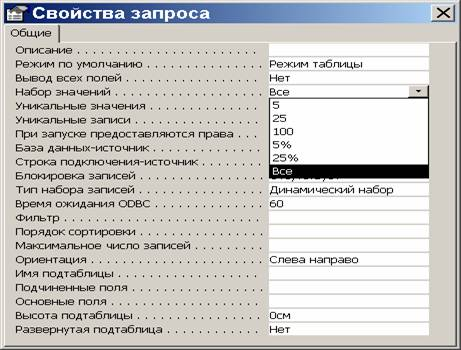 Свойства запроса
Общие
Описание
Режим по умолчанию Режим таблицы
Вывод всех полей Нет
Набор значений Все
Уникальные значения 5
Уникальные записи 25
При запуске предоставляются права 100
База данных-источник 5%
Строка подключения-источник 25%
Блокировка записей Все
Тип набора записей Динамический набор
Время ожидания ODBC 60
Фильтр
Порядок сортировки
Максимальное число записей
Ориентация Слева направо
Имя подтаблицы
Подчиненные поля
Основные поля
Высота подтаблицы 0см
Развернутая подтаблица Нет